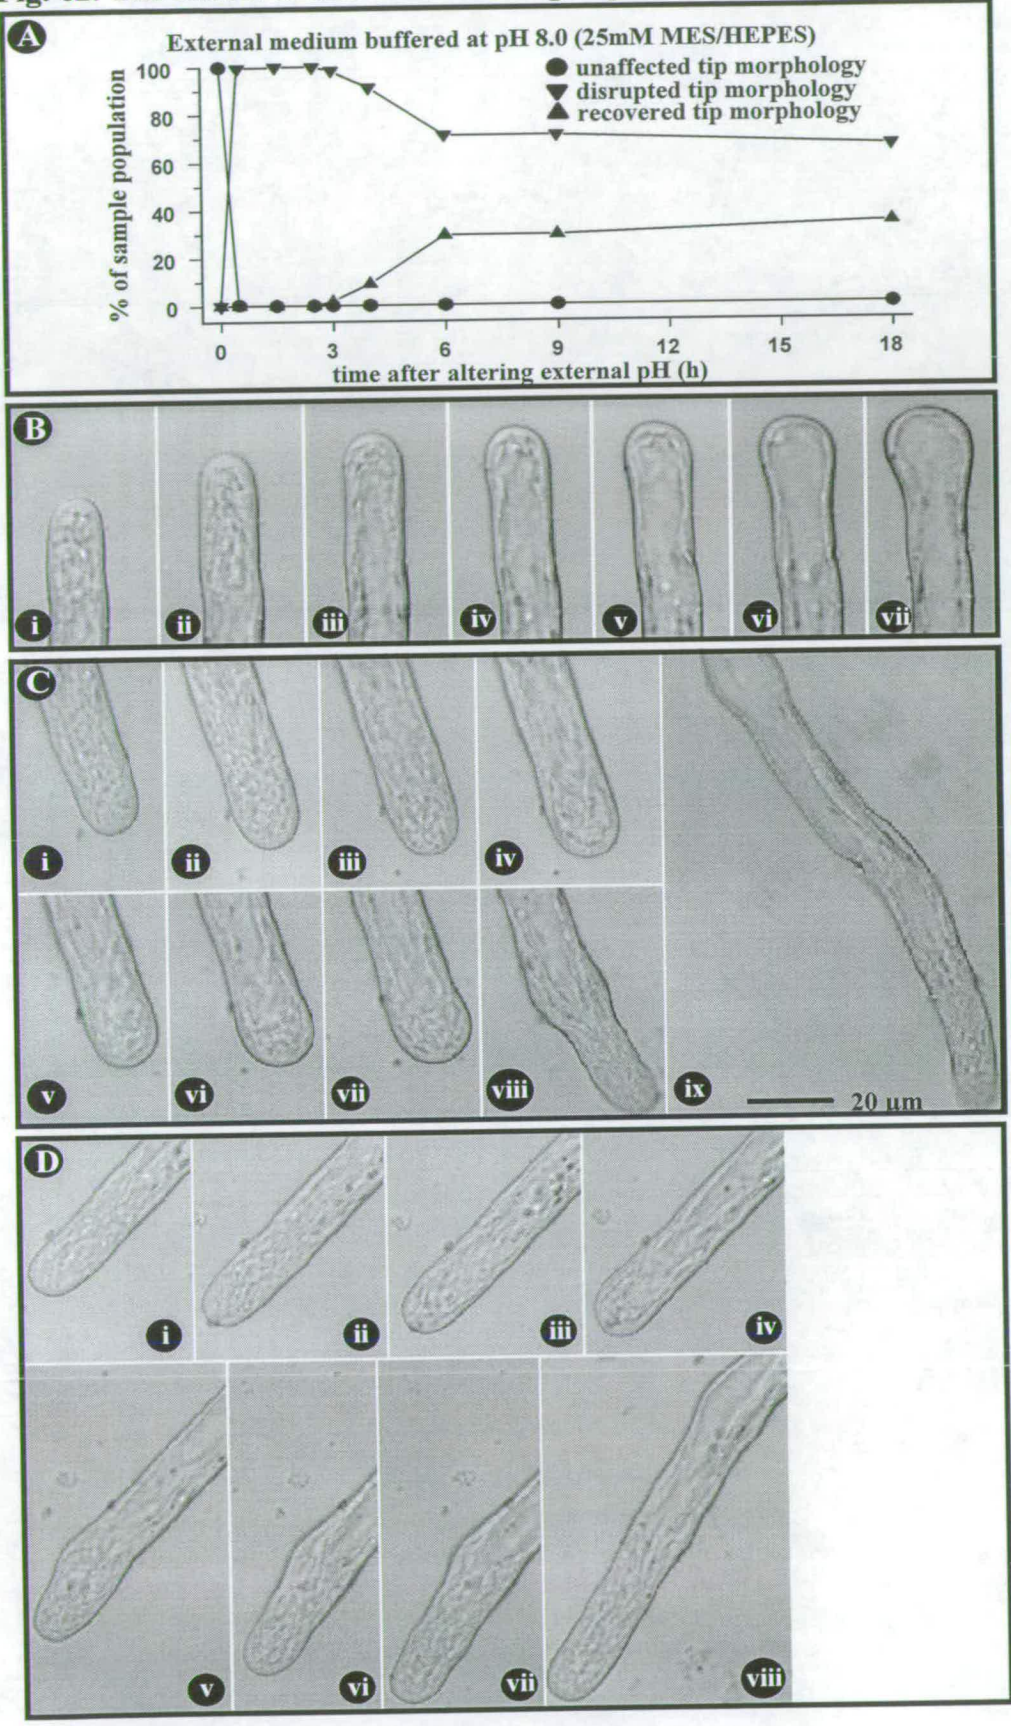 A
External medium buffered at pH 8.0 (25mM MES/HEPES)
unaffected tip morphology
disrupted tip morphology
recovered tip morphology
% of sample population
100
80
60
40
20
0
0 3 6 9 12 15 18
time after altering external pH (h)
B
i ii iii iv v vi vii
C
i ii iii iv
v vi vii viii ix
20 µm
D
i ii iii iv
v vi vii viii